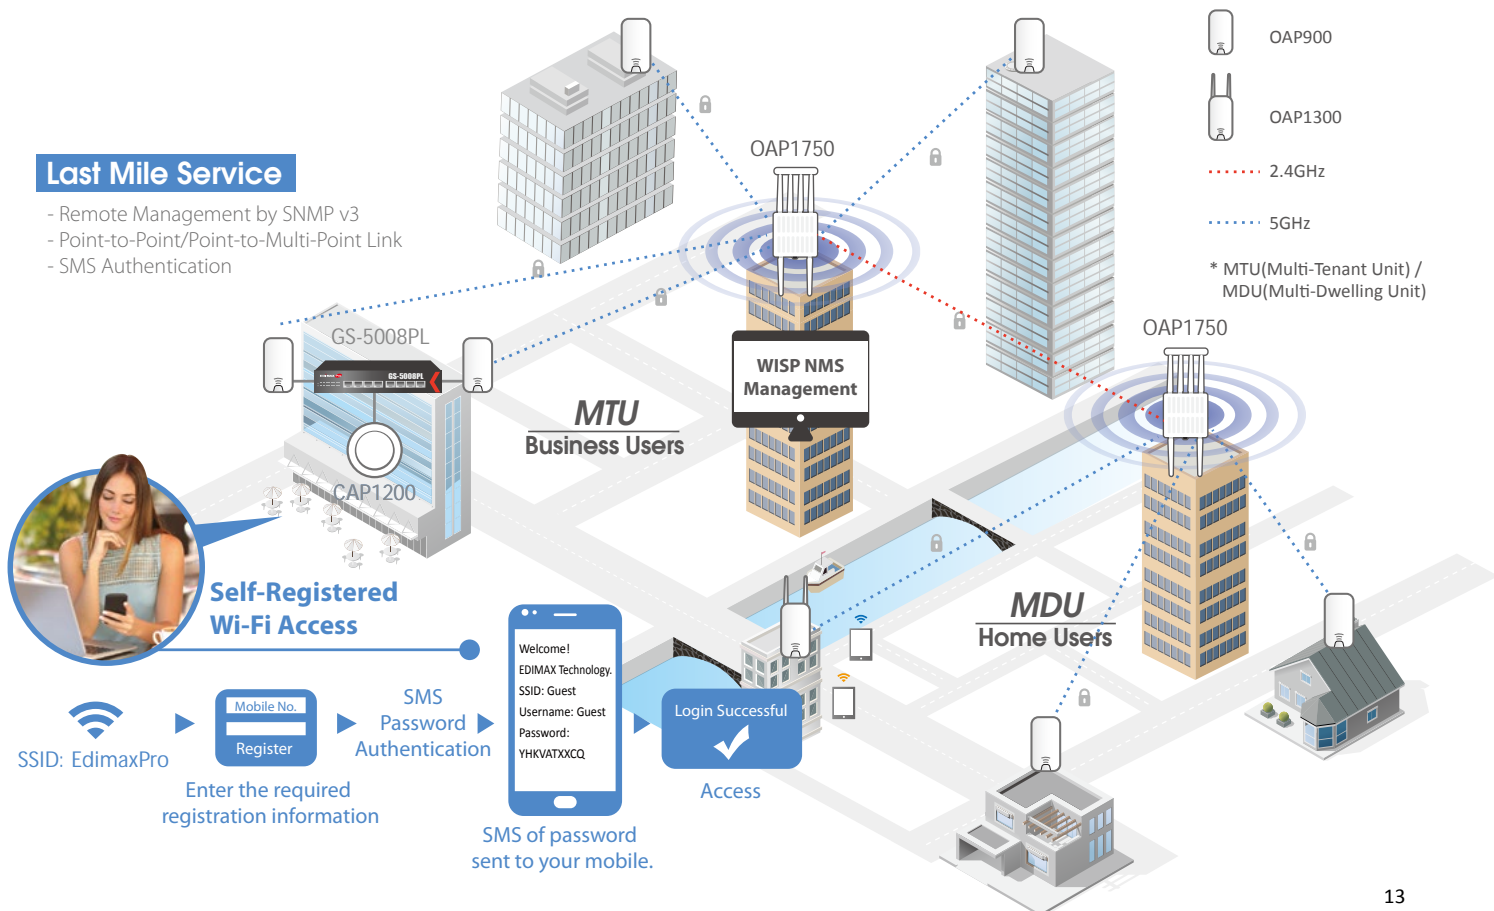 OAP900
OAP1300
2.4GHz
5GHz
* MTU(Multi-Tenant Unit) /
MDU(Multi-Dwelling Unit)
Last Mile Service
- Remote Management by SNMP v3
- Point-to-Point/Point-to-Multi-Point Link
- SMS Authentication
OAP1750
OAP1750
GS-5008PL
GS-5008PL
CAP1200
WISP NMS
Management
MTU
Business Users
MDU
Home Users
Self-Registered
Wi-Fi Access
SSID: EdimaxPro
Mobile No.
Register
Enter the required
registration information
SMS
Password
Authentication
Welcome!
EDIMAX Technology.
SSID: Guest
Username: Guest
Password:
YHKVATXXCQ
SMS of password
sent to your mobile.
Login Successful
Access
13